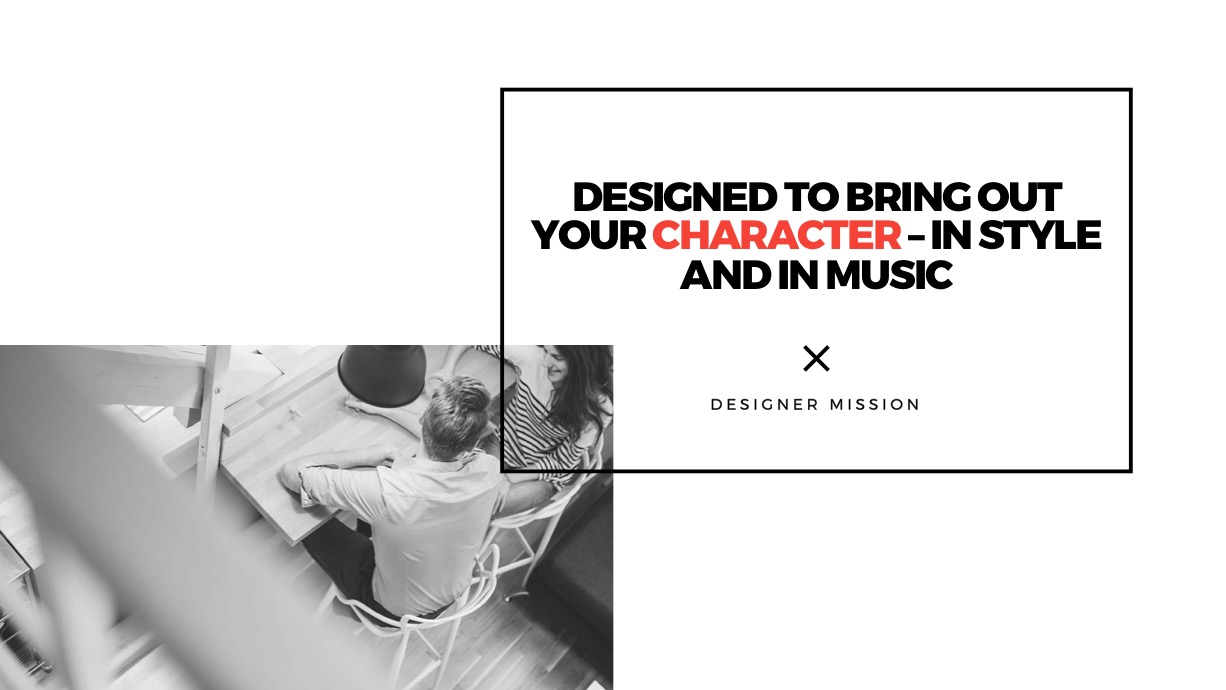 DESIGNED TO BRING OUT
YOUR CHARACTER – IN STYLE
AND IN MUSIC
DESIGNER MISSION